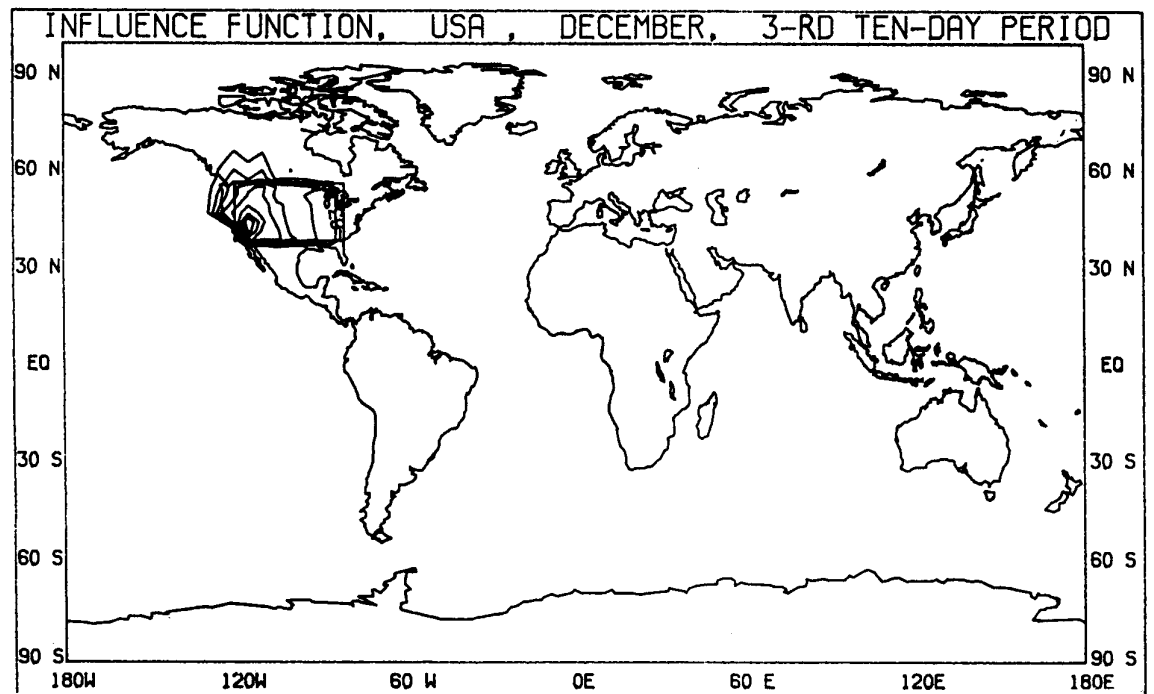 INFLUENCE FUNCTION, USA , DECEMBER, 3-RD TEN-DAY PERIOD
90 N 90 N
60 N 60 N
30 N 30 N
EQ EQ
30 S 30 S
60 S 60 S
90 S 90 S
180W 120W 60 W 0E 60 E 120E 180E